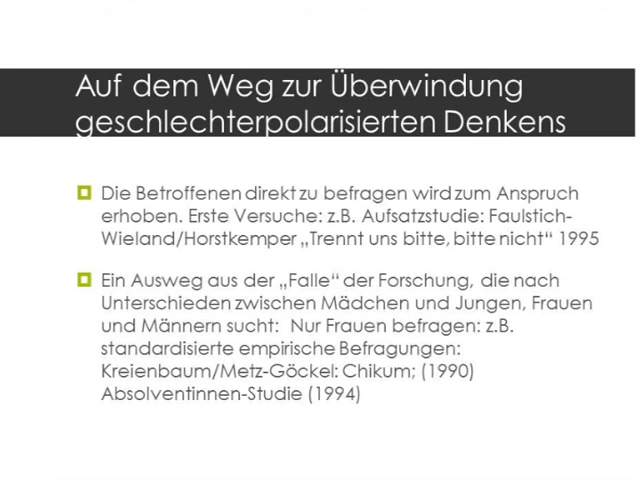 Auf dem Weg zur Überwindung
geschlechterpolarisierten Denkens
Die Betroffenen direkt zu befragen wird zum Anspruch
erhoben. Erste Versuche: z.B. Aufsatzstudie: Faulstich-
Wieland/Horstkemper „Trennt uns bitte, bitte nicht“ 1995
Ein Ausweg aus der „Falle“ der Forschung, die nach
Unterschieden zwischen Mädchen und Jungen, Frauen
und Männern sucht: Nur Frauen befragen: z.B.
standardisierte empirische Befragungen:
Kreienbaum/Metz-Göckel: Chikum; (1990)
Absolventinnen-Studie (1994)